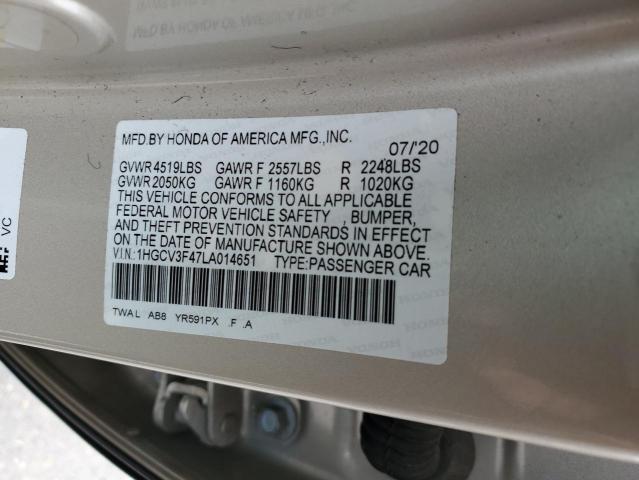 MFD.BY HONDA OF AMERICA MFG.,INC. 07/'20
GVWR 4519LBS GAWR F 2557LBS R 2248LBS
GVWR 2050KG GAWR F 1160KG R 1020KG
THIS VEHICLE CONFORMS TO ALL APPLICABLE
FEDERAL MOTOR VEHICLE SAFETY , BUMPER,
AND THEFT PREVENTION STANDARDS IN EFFECT
ON THE DATE OF MANUFACTURE SHOWN ABOVE.
V.I.N.:1HGCV3F47LA014651 TYPE:PASSENGER CAR
TWAL AB8 YR591PX .F .A
VC